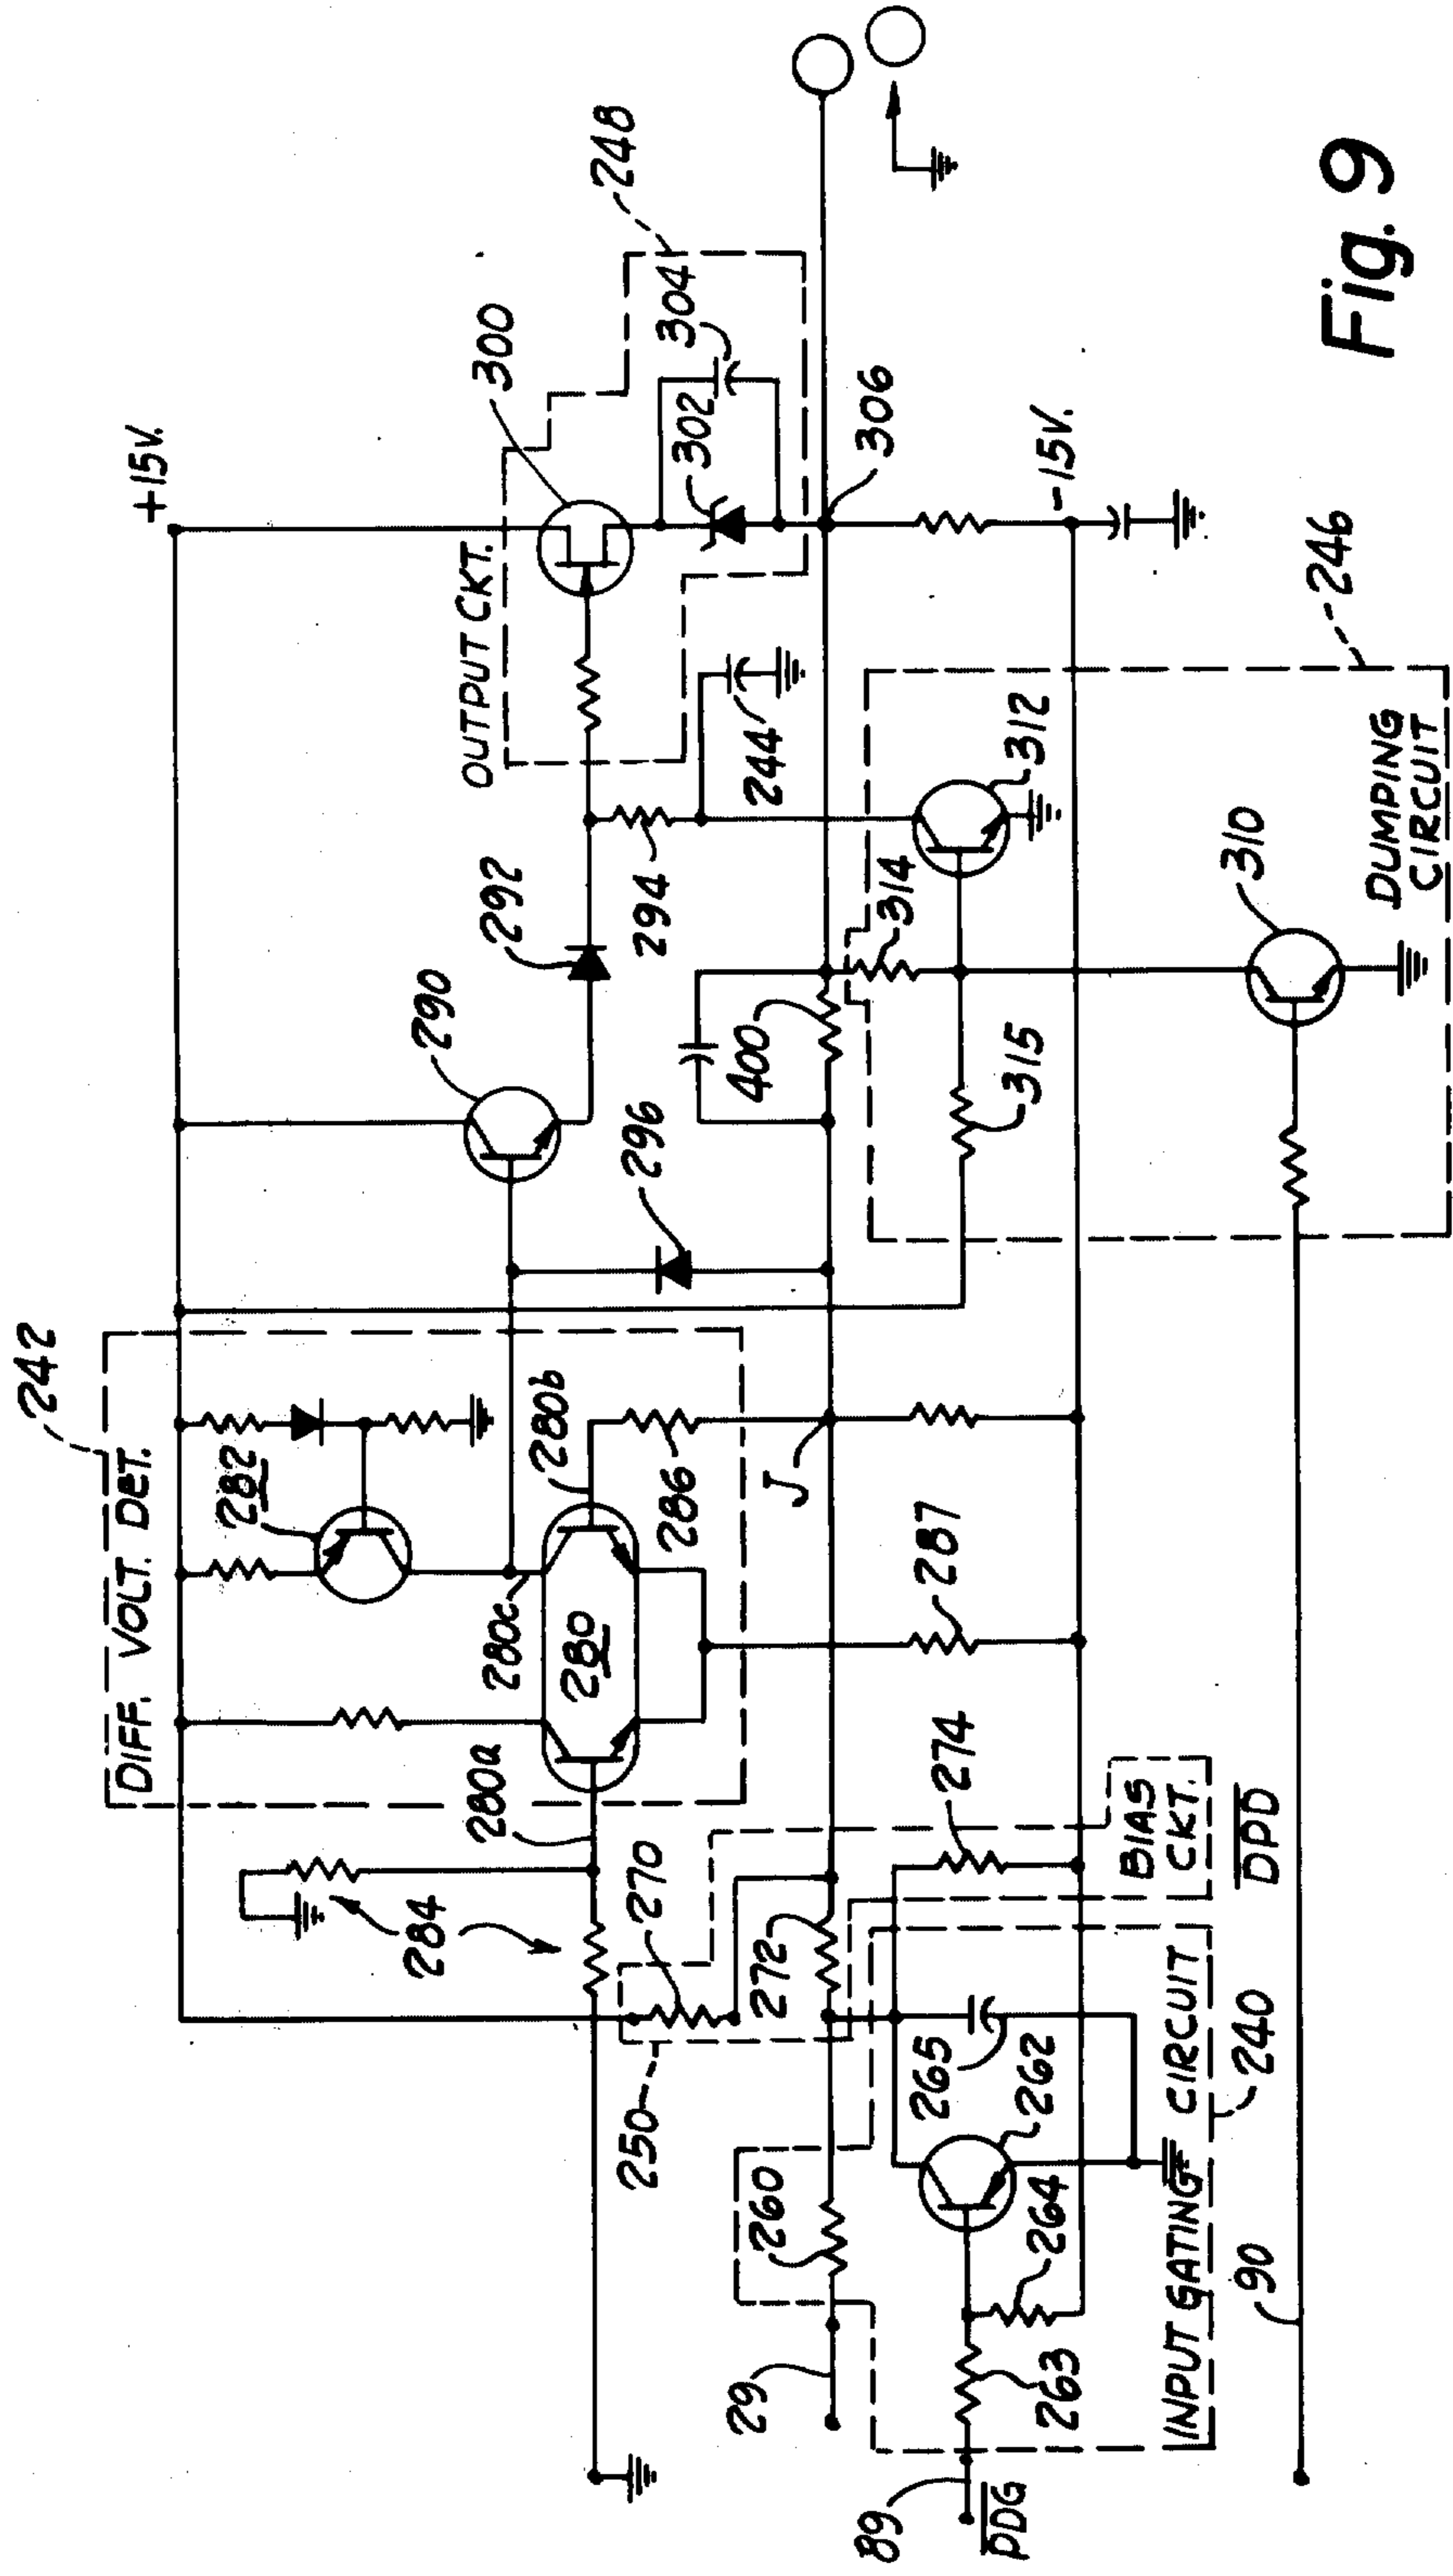 +15V.
-15V.
242
DIFF. VOLT. DET.
282
280c
280
280a
280b
284
286
287
J
290
292
294
296
244
OUTPUT CKT.
300
302
304
248
306
400
250
270
272
274
BIAS
CKT.
29
260
262
263
264
265
89
PDG
INPUT GATING CIRCUIT
240
DPD
90
310
312
314
315
DUMPING
CIRCUIT
246
Fig. 9